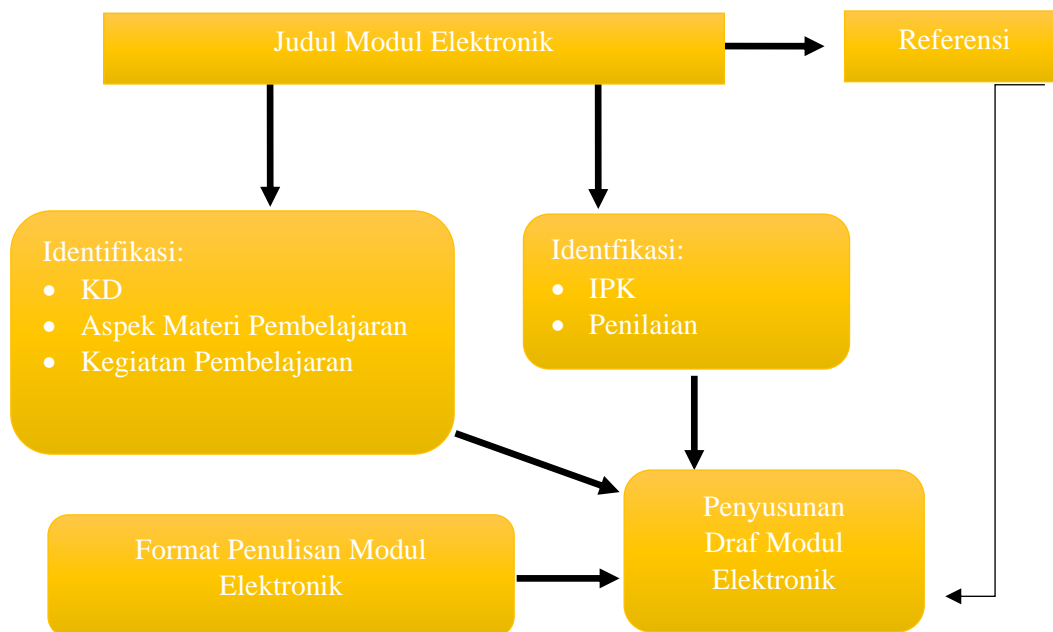 Judul Modul Elektronik
Referensi
Identifikasi:
• KD
• Aspek Materi Pembelajaran
• Kegiatan Pembelajaran
Identfikasi:
• IPK
• Penilaian
Format Penulisan Modul
Elektronik
Penyusunan
Draf Modul
Elektronik